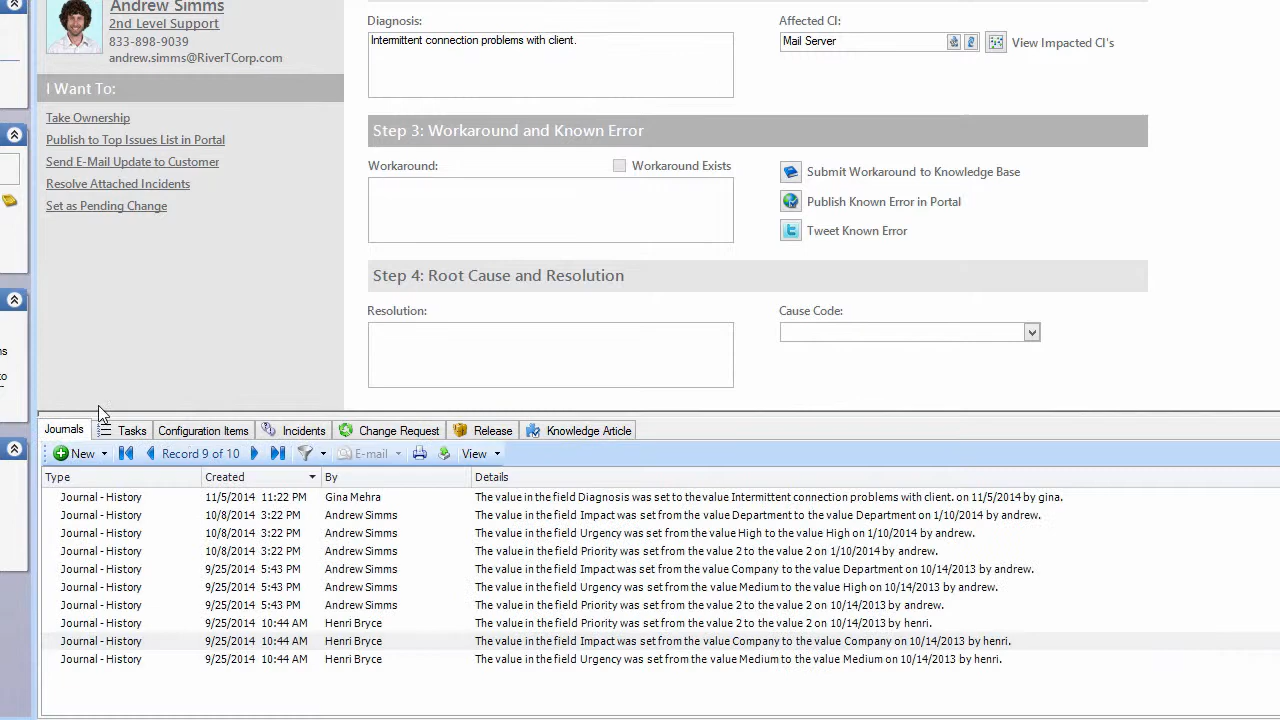 Andrew Simms
2nd Level Support
833-898-9039
andrew.simms@RiverTCorp.com
I Want To:
Take Ownership
Publish to Top Issues List in Portal
Send E-Mail Update to Customer
Resolve Attached Incidents
Set as Pending Change
Diagnosis:
Intermittent connection problems with client.
Affected CI:
Mail Server
View Impacted CI's
Step 3: Workaround and Known Error
Workaround:
Workaround Exists
Submit Workaround to Knowledge Base
Publish Known Error in Portal
Tweet Known Error
Step 4: Root Cause and Resolution
Resolution:
Cause Code:
ns
to
Journals Tasks Configuration Items Incidents Change Request Release Knowledge Article
New Record 9 of 10 E-mail View
Type Created By Details
Journal - History 11/5/2014 11:22 PM Gina Mehra The value in the field Diagnosis was set to the value Intermittent connection problems with client. on 11/5/2014 by gina.
Journal - History 10/8/2014 3:22 PM Andrew Simms The value in the field Impact was set from the value Department to the value Department on 1/10/2014 by andrew.
Journal - History 10/8/2014 3:22 PM Andrew Simms The value in the field Urgency was set from the value High to the value High on 1/10/2014 by andrew.
Journal - History 10/8/2014 3:22 PM Andrew Simms The value in the field Priority was set from the value 2 to the value 2 on 1/10/2014 by andrew.
Journal - History 9/25/2014 5:43 PM Andrew Simms The value in the field Impact was set from the value Company to the value Department on 10/14/2013 by andrew.
Journal - History 9/25/2014 5:43 PM Andrew Simms The value in the field Urgency was set from the value Medium to the value High on 10/14/2013 by andrew.
Journal - History 9/25/2014 5:43 PM Andrew Simms The value in the field Priority was set from the value 2 to the value 2 on 10/14/2013 by andrew.
Journal - History 9/25/2014 10:44 AM Henri Bryce The value in the field Priority was set from the value 2 to the value 2 on 10/14/2013 by henri.
Journal - History 9/25/2014 10:44 AM Henri Bryce The value in the field Impact was set from the value Company to the value Company on 10/14/2013 by henri.
Journal - History 9/25/2014 10:44 AM Henri Bryce The value in the field Urgency was set from the value Medium to the value Medium on 10/14/2013 by henri.